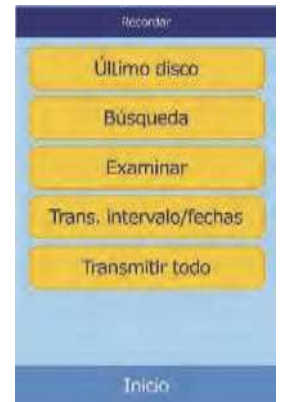 Recordar
Último disco
Búsqueda
Examinar
Trans. intervalo/fechas
Transmitir todo
Inicio